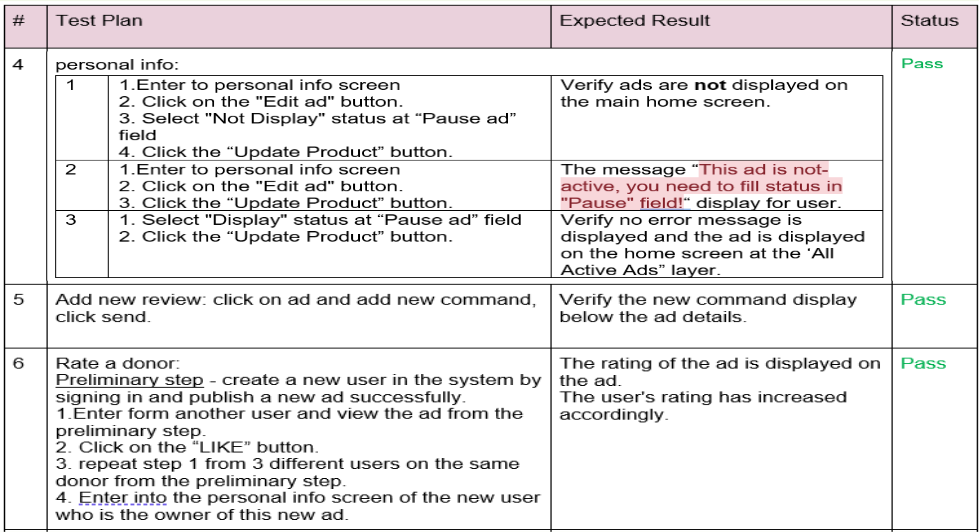 # Test Plan Expected Result Status
4 personal info: Pass
1 1.Enter to personal info screen
2. Click on the "Edit ad" button.
3. Select "Not Display" status at “Pause ad”
field
4. Click the “Update Product” button.
Verify ads are not displayed on
the main home screen.
2 1.Enter to personal info screen
2. Click on the "Edit ad" button.
3. Click the “Update Product” button.
The message “This ad is not-
active, you need to fill status in
"Pause" field!“ display for user.
3 1. Select "Display" status at “Pause ad” field
2. Click the “Update Product” button.
Verify no error message is
displayed and the ad is displayed
on the home screen at the ‘All
Active Ads” layer.
5 Add new review: click on ad and add new command,
click send.
Verify the new command display
below the ad details.
Pass
6 Rate a donor:
Preliminary step - create a new user in the system by
signing in and publish a new ad successfully.
1.Enter form another user and view the ad from the
preliminary step.
2. Click on the “LIKE” button.
3. repeat step 1 from 3 different users on the same
donor from the preliminary step.
4. Enter into the personal info screen of the new user
who is the owner of this new ad.
The rating of the ad is displayed on
the ad.
The user's rating has increased
accordingly.
Pass